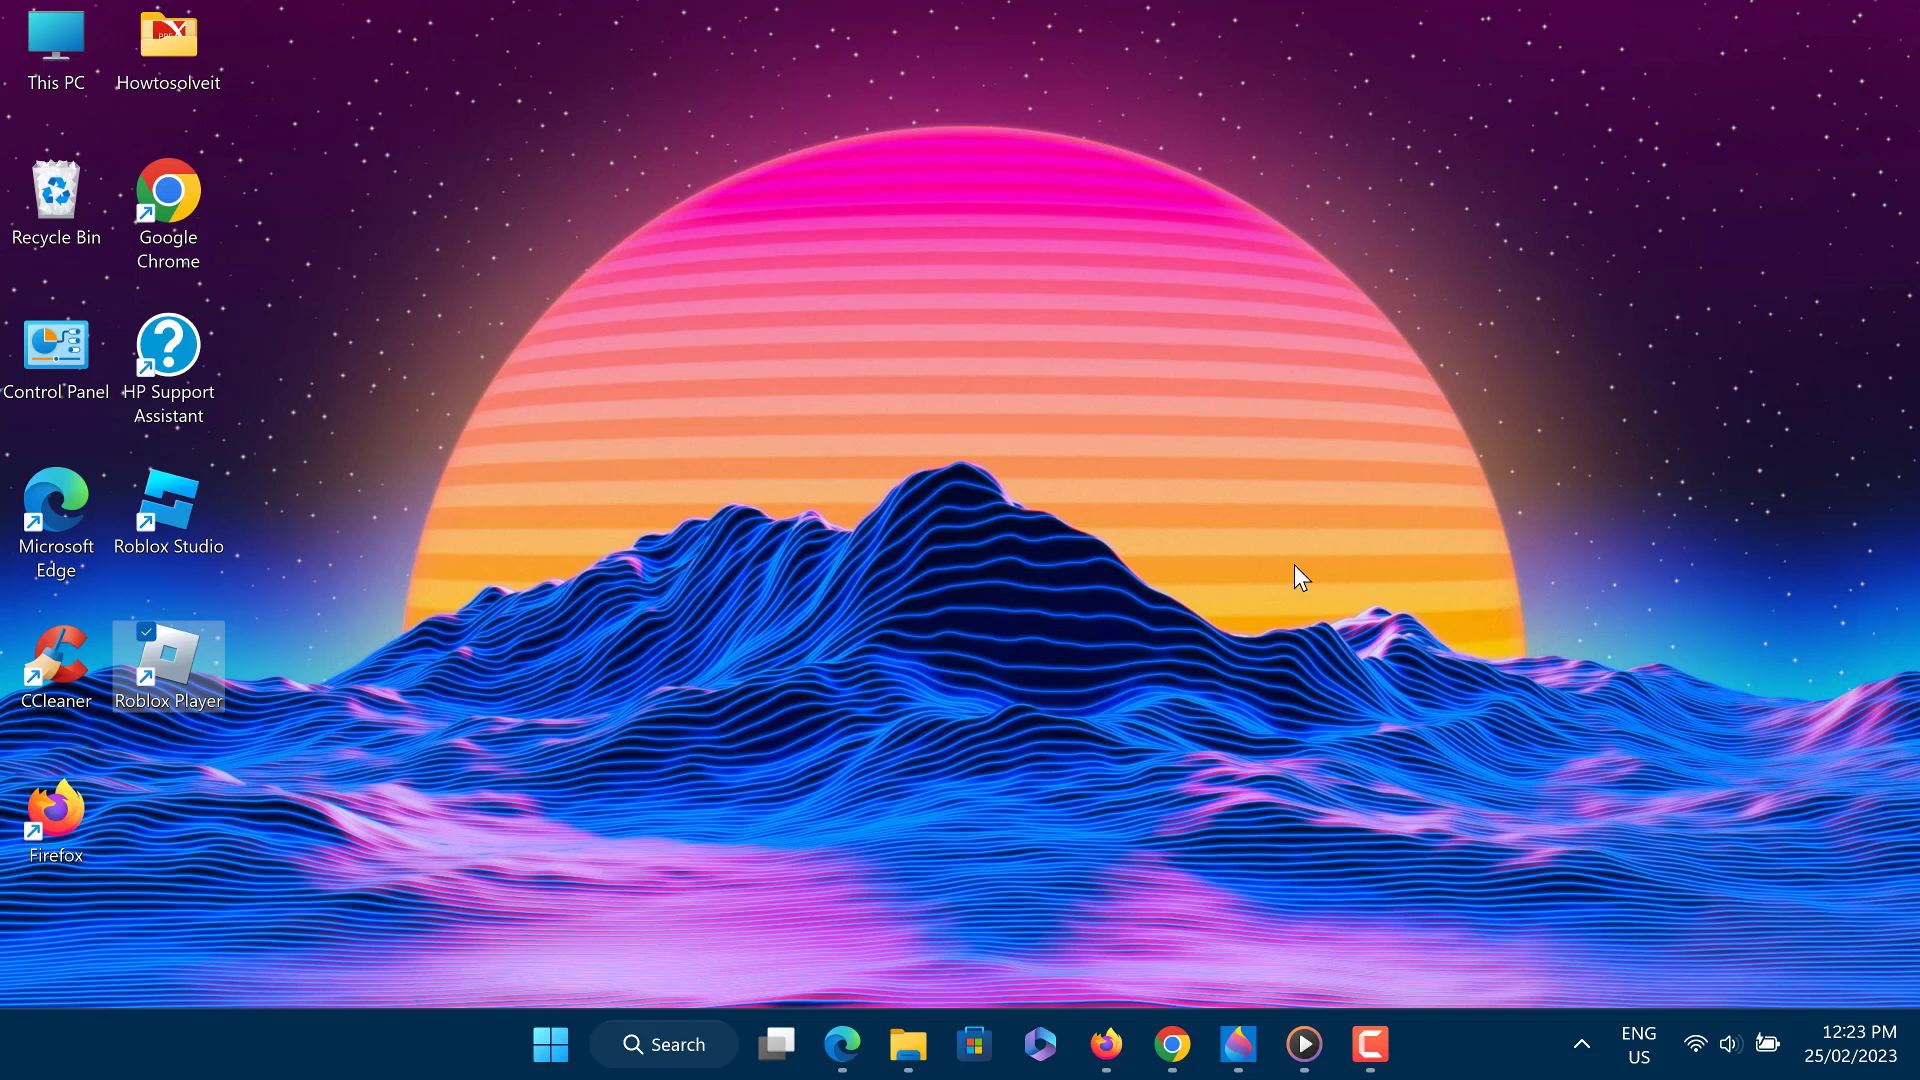 This PC
Howtosolveit
Recycle Bin
Google
Chrome
Control Panel
HP Support
Assistant
Microsoft
Edge
Roblox Studio
CCleaner
Roblox Player
Firefox
Search
ENG
US
12:23 PM
25/02/2023